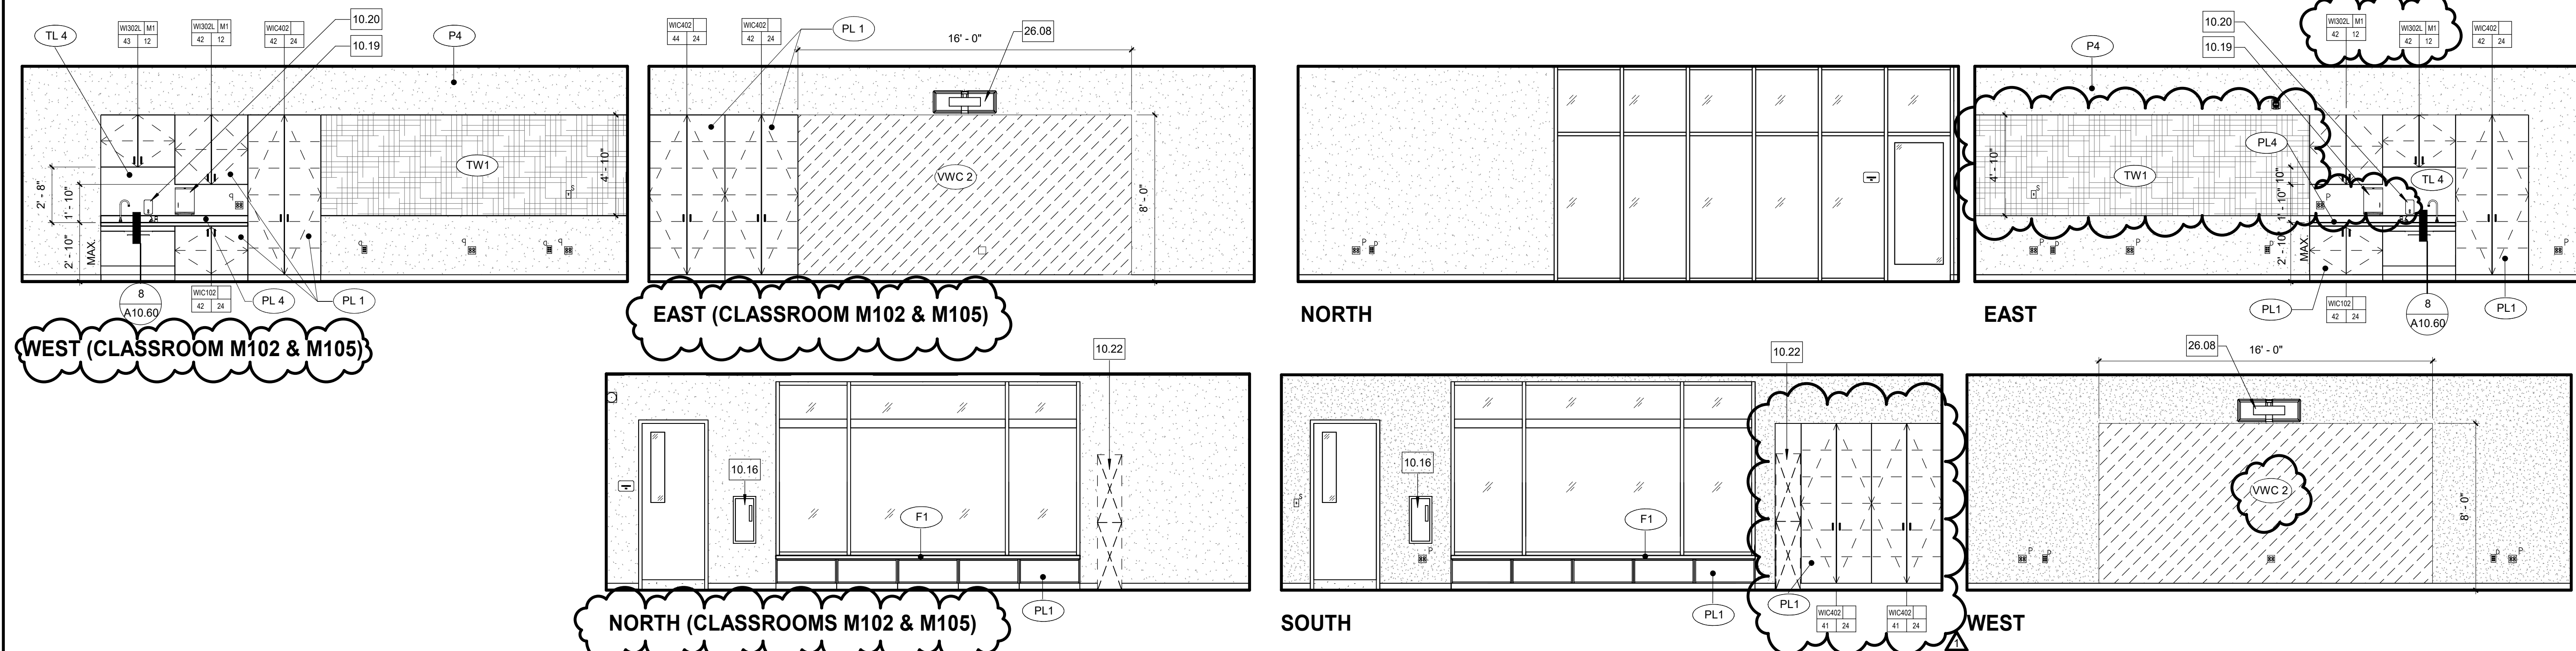 TL 4
WI302L M1
43 12
WI302L M1
42 12
WIC402
42 24
10.20
10.19
P4
TW1
4' - 10"
S
2' - 8"
1' - 10"
2' - 10"
MAX.
q
q
q
q
q
8
A10.60
WIC102
42 24
PL 4
PL 1
WEST (CLASSROOM M102 & M105)
WIC402
44 24
WIC402
42 24
PL 1
16' - 0"
26.08
VWC 2
8' - 0"
EAST (CLASSROOM M102 & M105)
P
P
NORTH
P4
10.20
10.19
WI302L M1
42 12
WI302L M1
42 12
WIC402
42 24
PL4
TW1
4' - 10"
S
TL 4
10"
1' - 10"
2' - 10"
MAX.
P
P
P
P
P
P
PL1
WIC102
42 24
8
A10.60
PL1
EAST
10.22
10.16
F1
PL1
NORTH (CLASSROOMS M102 & M105)
10.22
S
10.16
P
F1
PL1
PL1
WIC402
41 24
WIC402
41 24
1
SOUTH
26.08
16' - 0"
VWC 2
8' - 0"
P
P
P
WEST